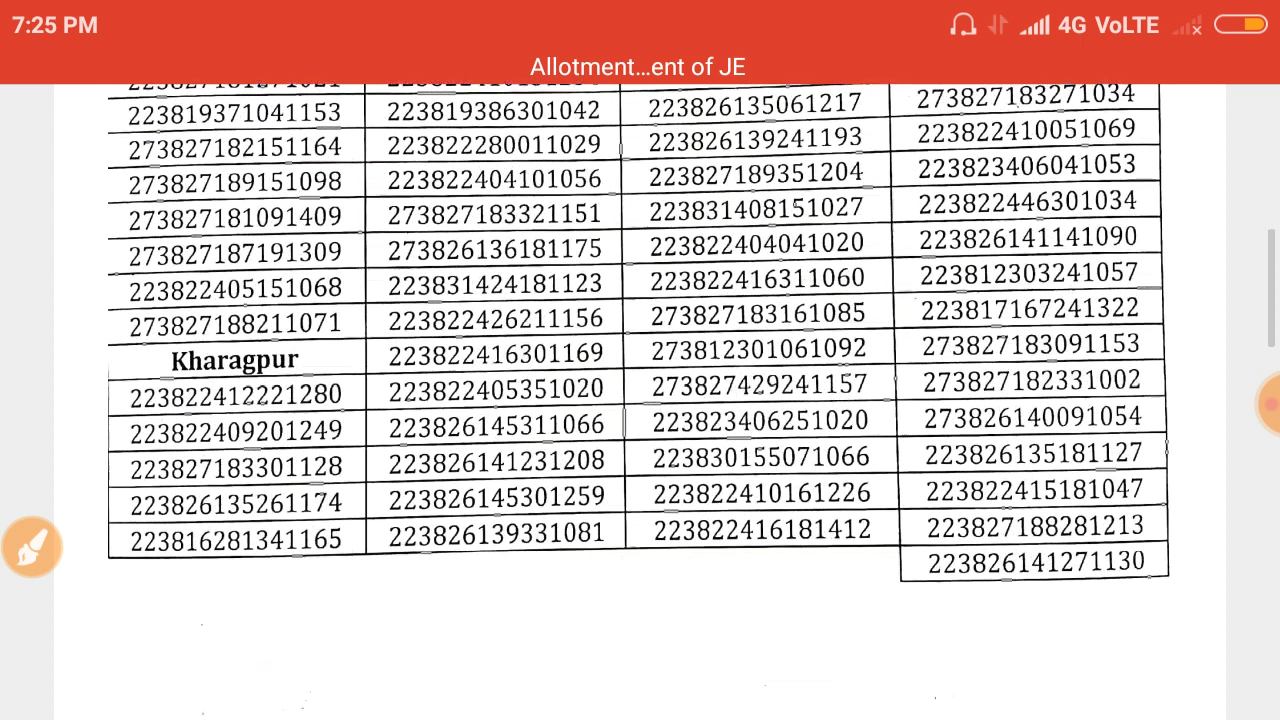 7:25 PM 4G VoLTE
Allotment...ent of JE
223819371041153 223819386301042 223826135061217 273827183271034
273827182151164 223822280011029 223826139241193 223822410051069
273827189151098 223822404101056 223827189351204 223823406041053
273827181091409 273827183321151 223831408151027 223822446301034
273827187191309 273826136181175 223822404041020 223826141141090
223822405151068 223831424181123 223822416311060 223812303241057
273827188211071 223822426211156 273827183161085 223817167241322
Kharagpur 223822416301169 273812301061092 273827183091153
223822412221280 223822405351020 273827429241157 273827182331002
223822409201249 223826145311066 223823406251020 273826140091054
223827183301128 223826141231208 223830155071066 223826135181127
223826135261174 223826145301259 223822410161226 223822415181047
223816281341165 223826139331081 223822416181412 223827188281213
223826141271130